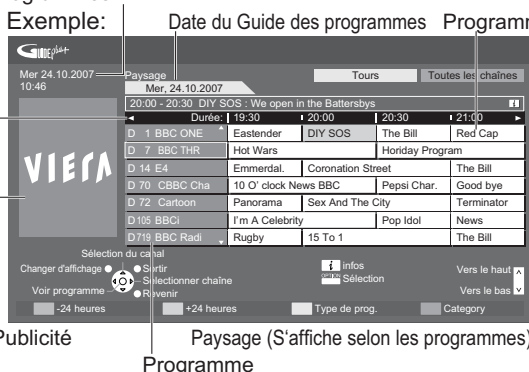 Exemple:
Date du Guide des programmes
GUIDE plus+
Mer 24.10.2007
10:46
Paysage
Tours
Toutes les chaînes
Mer, 24.10.2007
20:00 - 20:30 DIY SOS : We open in the Battersbys
Durée: 19:30 20:00 20:30 21:00
D 1 BBC ONE Eastender DIY SOS The Bill Red Cap
D 7 BBC THR Hot Wars Horiday Program
D 14 E4 Emmerdal. Coronation Street The Bill
D 70 CBBC Cha 10 O' clock News BBC Pepsi Char. Good bye
D 72 Cartoon Panorama Sex And The City Terminator
D105 BBCi I'm A Celebrity Pop Idol News
D719 BBC Radi Rugby 15 To 1 The Bill
VIErA
Sélection du canal
Changer d'affichage Sortir
Selectionner chaîne
Voir programme Revenir
i infos
OPTION Sélection
Vers le haut
Vers le bas
-24 heures +24 heures Type de prog. Category
Publicité
Paysage (S‘affiche selon les programmes)
Programme